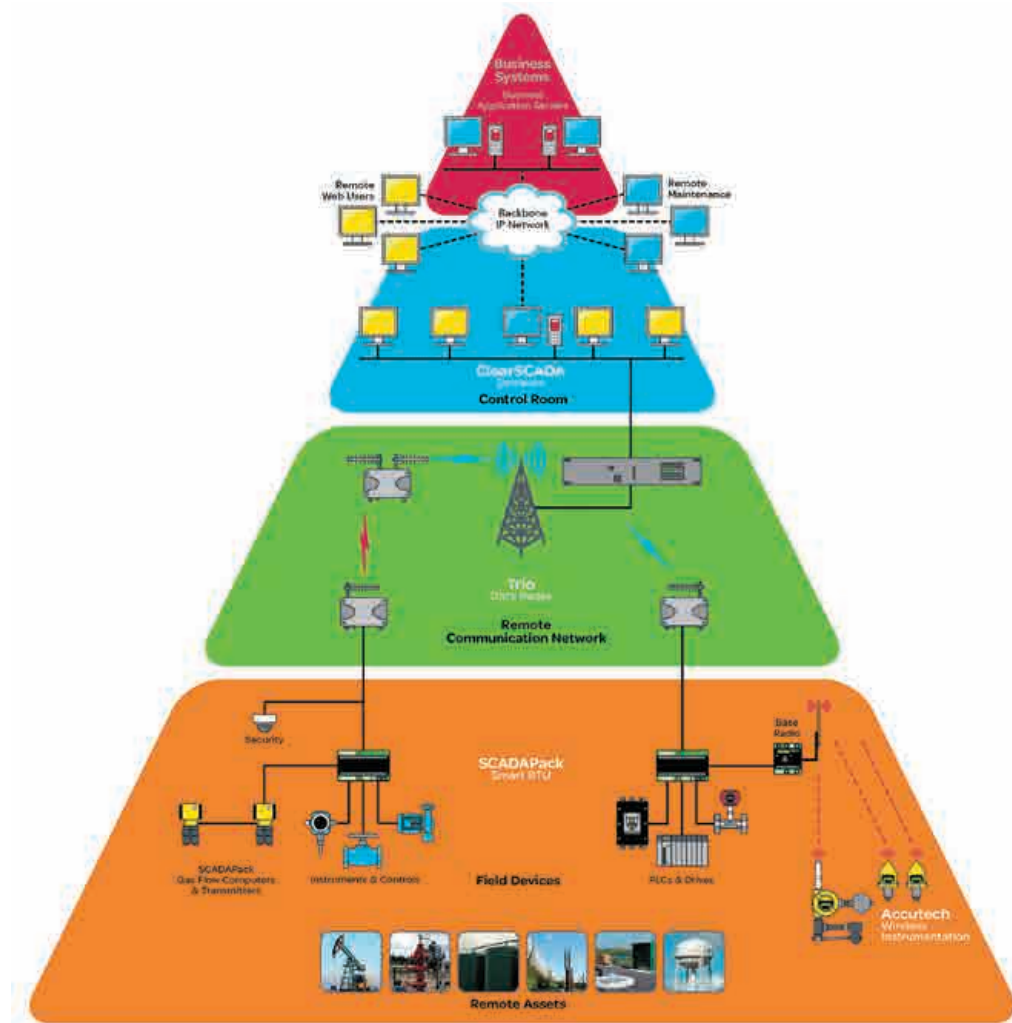 Business
Systems
Business
Application Servers
Remote
Web Users
Remote
Maintenance
Backbone
IP Network
ClearSCADA
Control Room
Trio
Data Radios
Remote
Communication Network
Security
Base
Radio
SCADAPack
Smart RTU
SCADAPack
Gas Flow Computers
& Transmitters
Instruments & Controls
Field Devices
PLCs & Drives
Accutech
Wireless
Instrumentation
Remote Assets